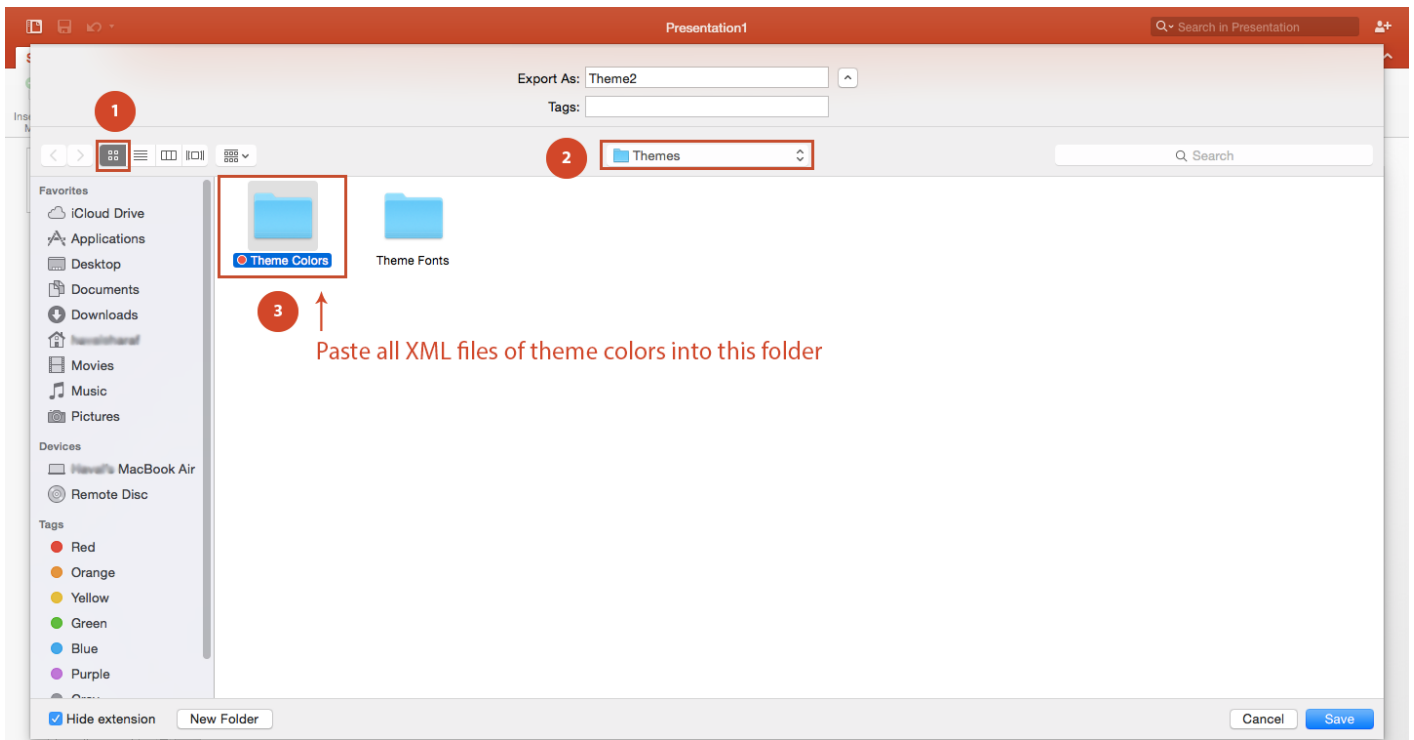 Presentation1
Search in Presentation
S
Inse
M
Export As: Theme2
Tags:
1
2
Themes
Search
Favorites
iCloud Drive
Applications
Desktop
Documents
Downloads
Movies
Music
Pictures
Devices
MacBook Air
Remote Disc
Tags
Red
Orange
Yellow
Green
Blue
Purple
Theme Colors
Theme Fonts
3
Paste all XML files of theme colors into this folder
Hide extension
New Folder
Cancel
Save